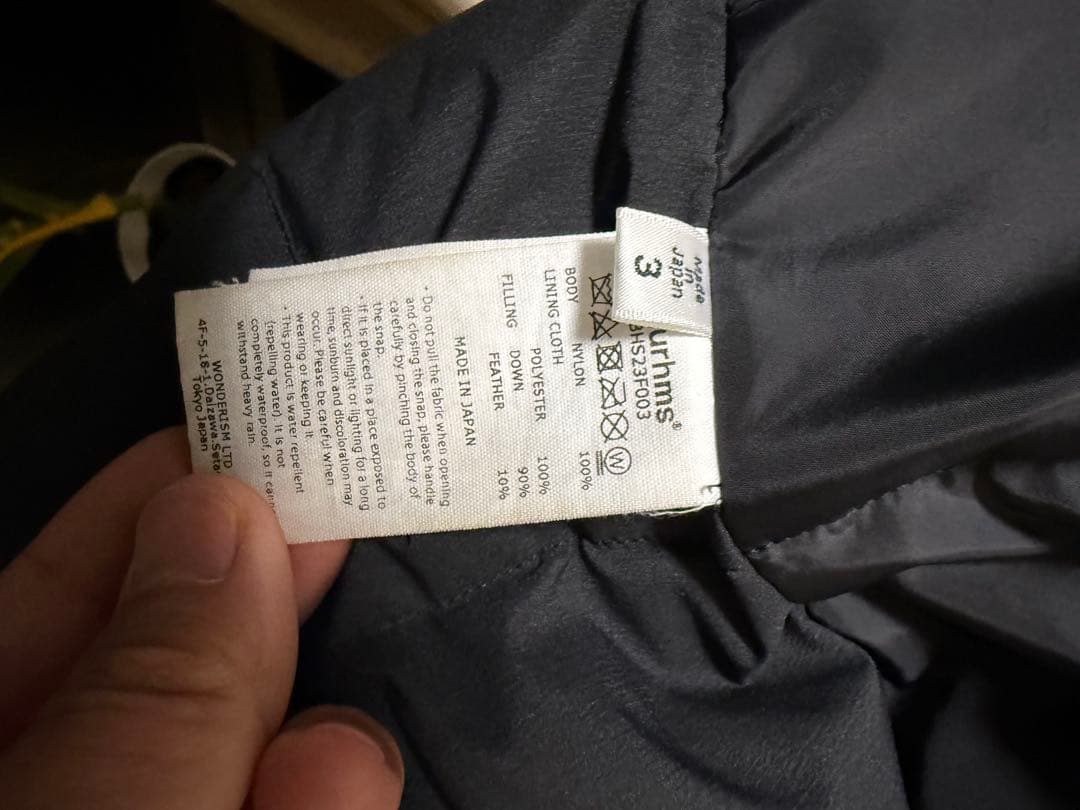 Made
in
Japan
3
urhms®
BHS23F003
W
BODY NYLON 100%
LINING CLOTH
POLYESTER 100%
FILLING DOWN 90%
FEATHER 10%
MADE IN JAPAN
・Do not pull the fabric when opening
and closing the snap, please handle
carefully by pinching the body of
the snap.
・If it is placed in a place exposed to
direct sunlight or lighting for a long
time, sunburn and discoloration may
occur. Please be careful when
wearing or keeping it.
・This product is water repellent
(repelling water). It is not
completely waterproof, so it can
withstand heavy rain.
WONDERISM LTD
4F-5-18-1, Daizawa, Seta
Tokyo Japan